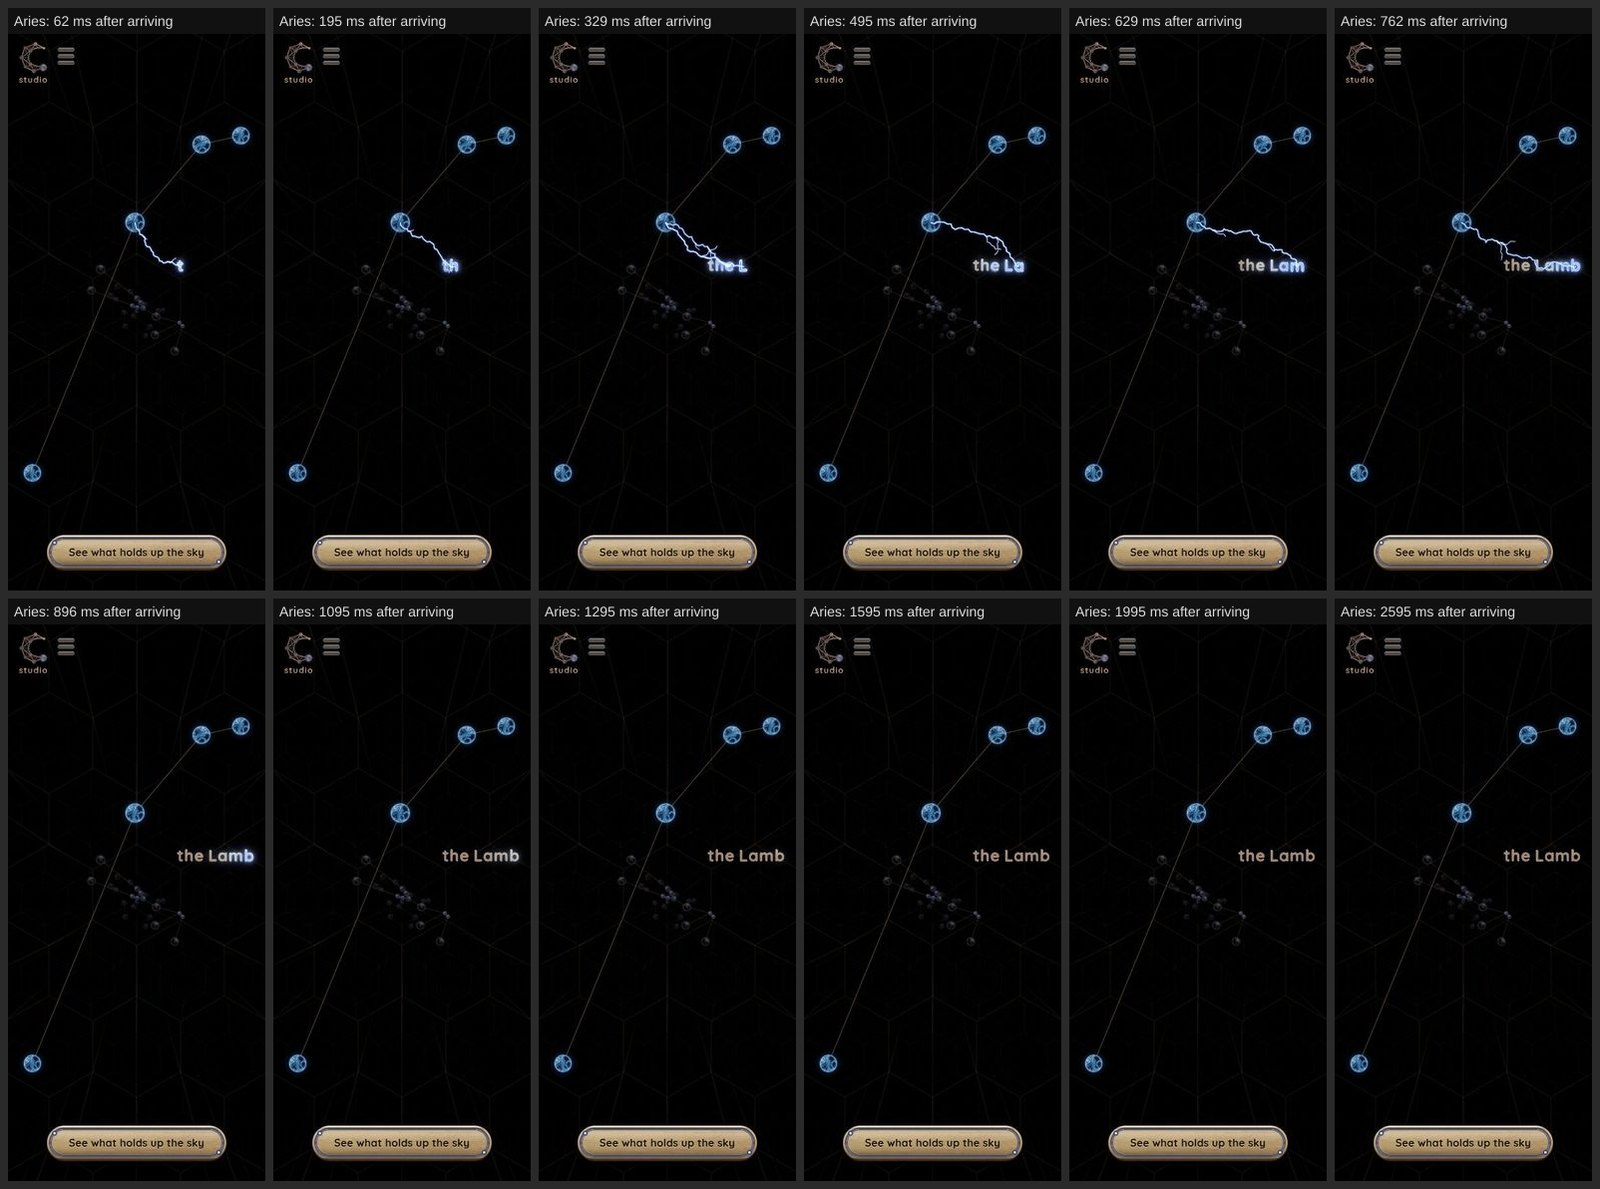 Aries: 62 ms after arriving
studio
t
See what holds up the sky
Aries: 195 ms after arriving
studio
th
See what holds up the sky
Aries: 329 ms after arriving
studio
the L
See what holds up the sky
Aries: 495 ms after arriving
studio
the La
See what holds up the sky
Aries: 629 ms after arriving
studio
the Lam
See what holds up the sky
Aries: 762 ms after arriving
studio
the Lamb
See what holds up the sky
Aries: 896 ms after arriving
studio
the Lamb
See what holds up the sky
Aries: 1095 ms after arriving
studio
the Lamb
See what holds up the sky
Aries: 1295 ms after arriving
studio
the Lamb
See what holds up the sky
Aries: 1595 ms after arriving
studio
the Lamb
See what holds up the sky
Aries: 1995 ms after arriving
studio
the Lamb
See what holds up the sky
Aries: 2595 ms after arriving
studio
the Lamb
See what holds up the sky